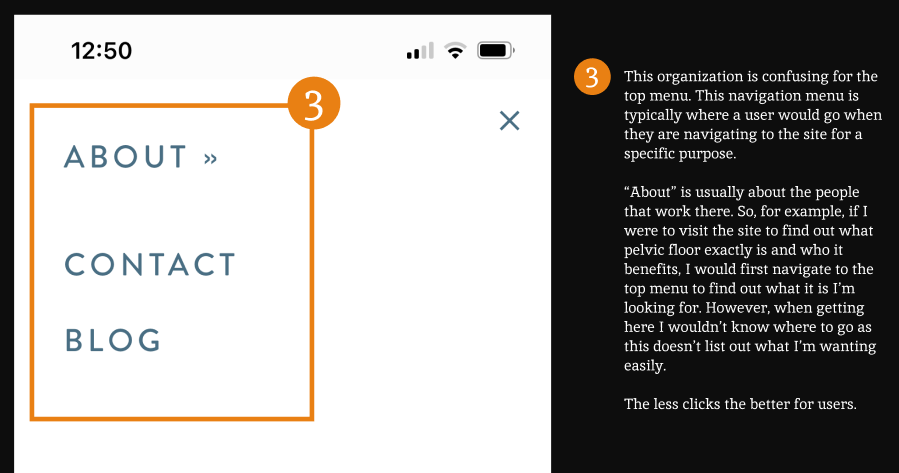 12:50
3
ABOUT »
CONTACT
BLOG
3
This organization is confusing for the
top menu. This navigation menu is
typically where a user would go when
they are navigating to the site for a
specific purpose.
“About” is usually about the people
that work there. So, for example, if I
were to visit the site to find out what
pelvic floor exactly is and who it
benefits, I would first navigate to the
top menu to find out what it is I’m
looking for. However, when getting
here I wouldn’t know where to go as
this doesn’t list out what I’m wanting
easily.
The less clicks the better for users.